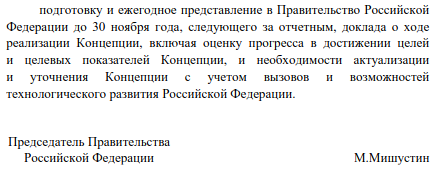 подготовку и ежегодное представление в Правительство Российской
Федерации до 30 ноября года, следующего за отчетным, доклада о ходе
реализации Концепции, включая оценку прогресса в достижении целей
и целевых показателей Концепции, и необходимости актуализации
и уточнения Концепции с учетом вызовов и возможностей
технологического развития Российской Федерации.
Председатель Правительства
Российской Федерации М.Мишустин